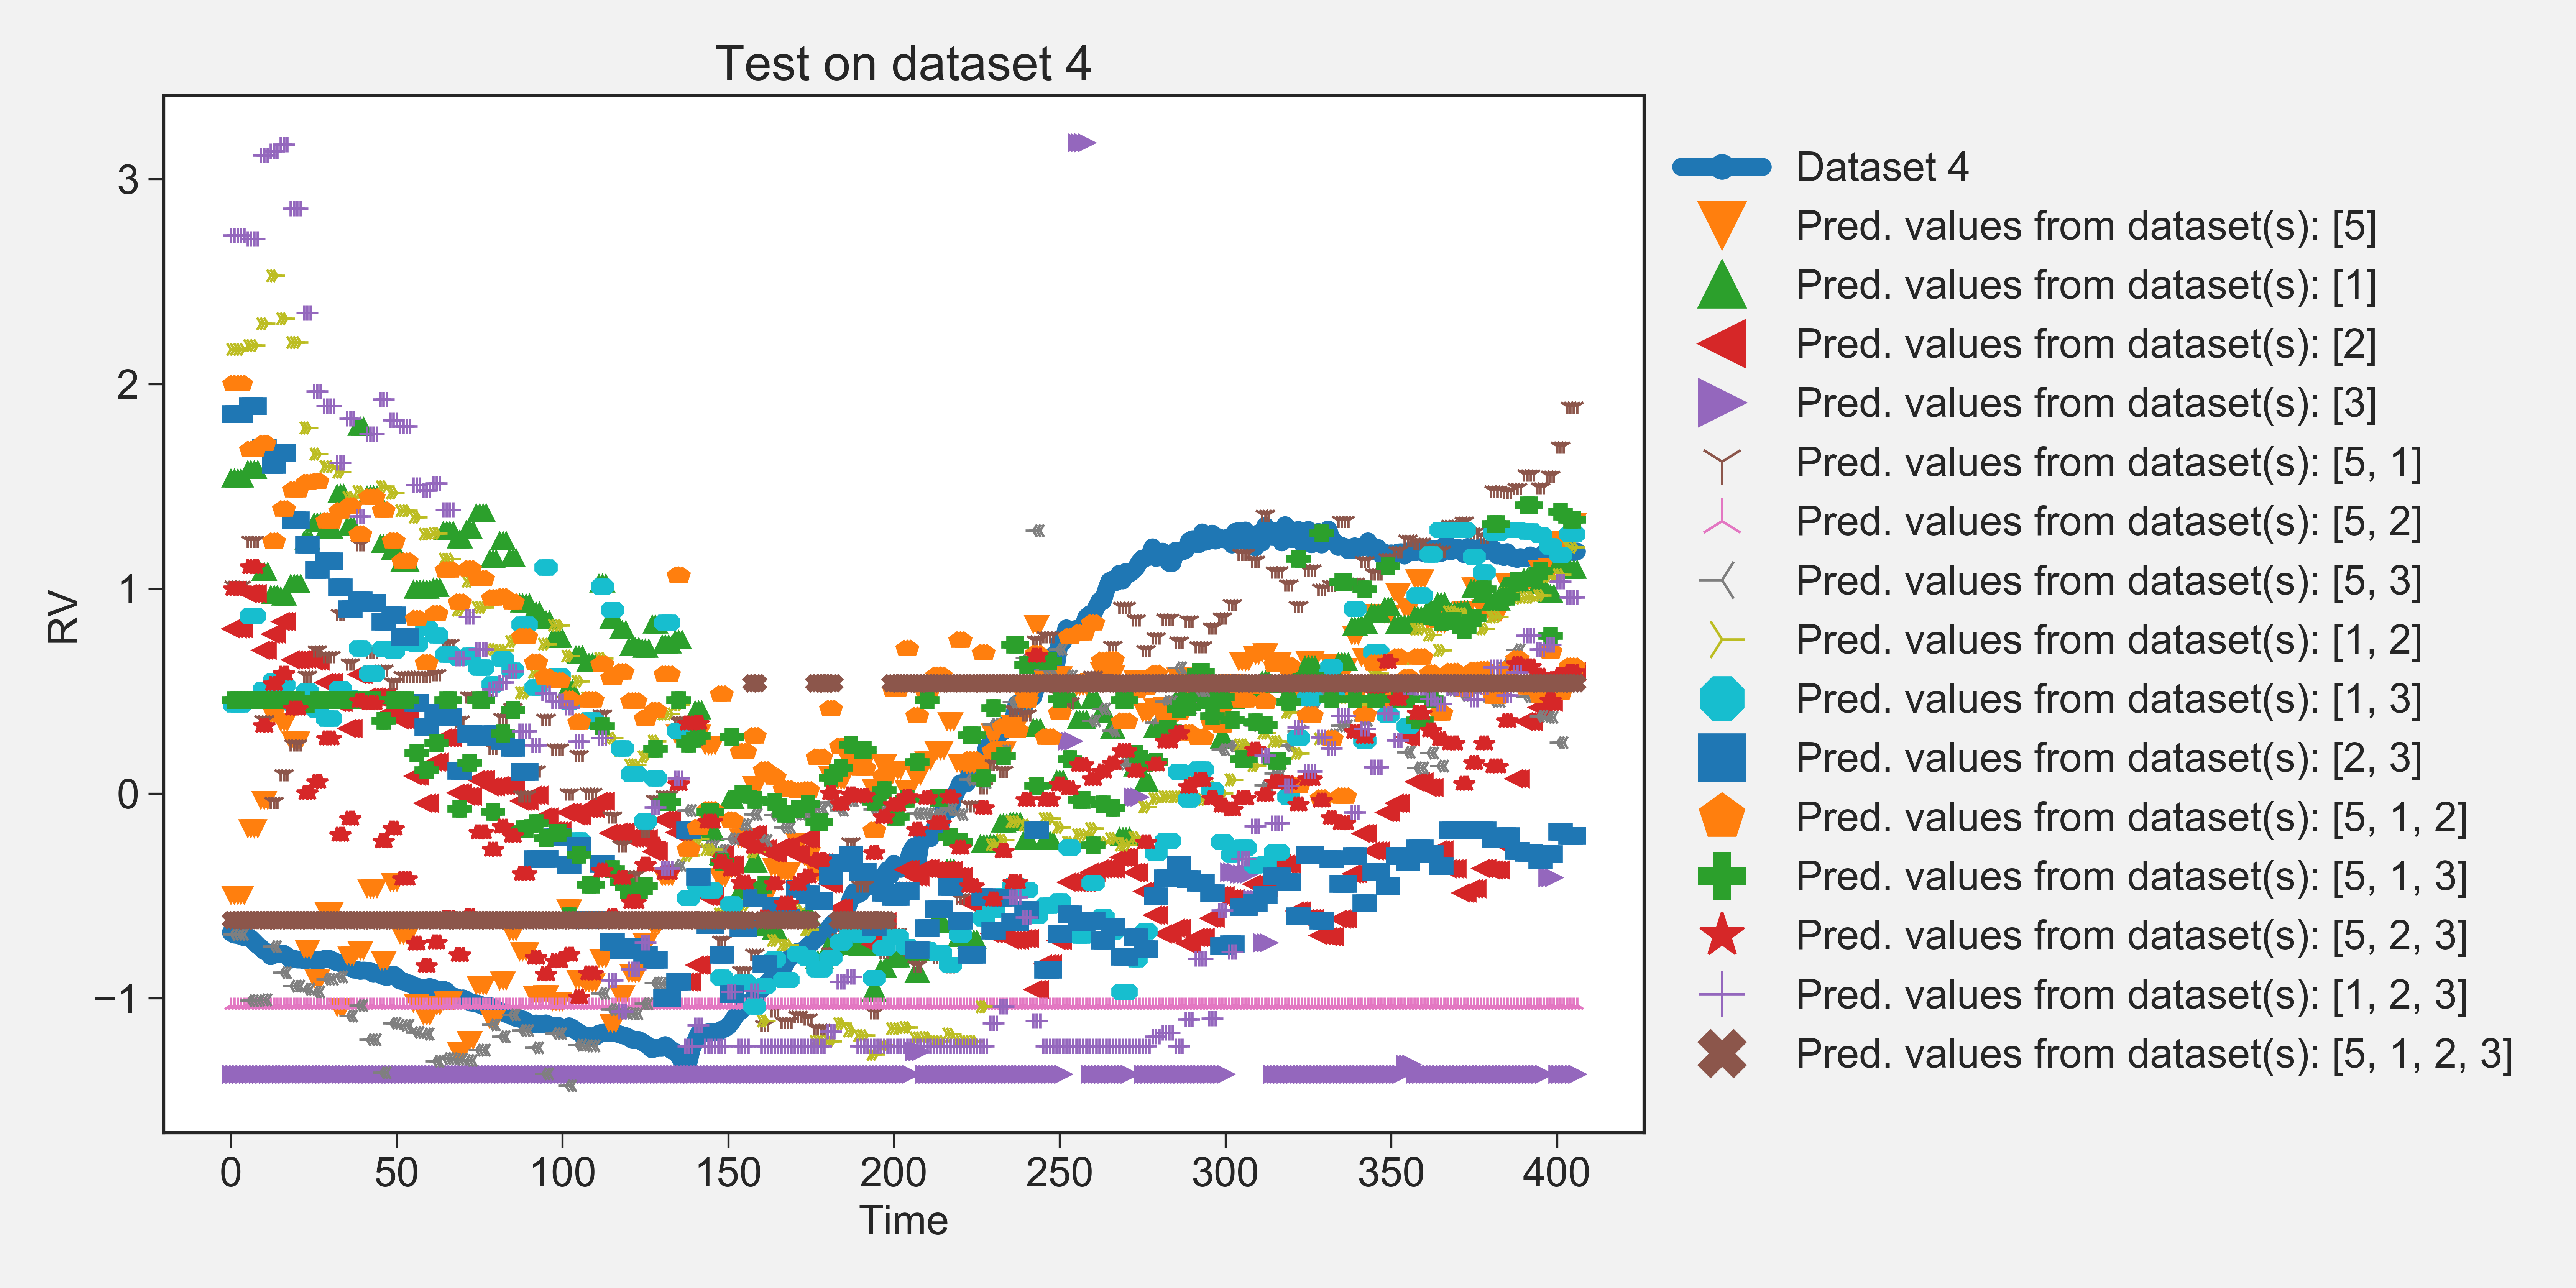 Test on dataset 4
RV
3
2
1
0
−1
0 50 100 150 200 250 300 350 400
Time
Dataset 4
Pred. values from dataset(s): [5]
Pred. values from dataset(s): [1]
Pred. values from dataset(s): [2]
Pred. values from dataset(s): [3]
Pred. values from dataset(s): [5, 1]
Pred. values from dataset(s): [5, 2]
Pred. values from dataset(s): [5, 3]
Pred. values from dataset(s): [1, 2]
Pred. values from dataset(s): [1, 3]
Pred. values from dataset(s): [2, 3]
Pred. values from dataset(s): [5, 1, 2]
Pred. values from dataset(s): [5, 1, 3]
Pred. values from dataset(s): [5, 2, 3]
Pred. values from dataset(s): [1, 2, 3]
Pred. values from dataset(s): [5, 1, 2, 3]